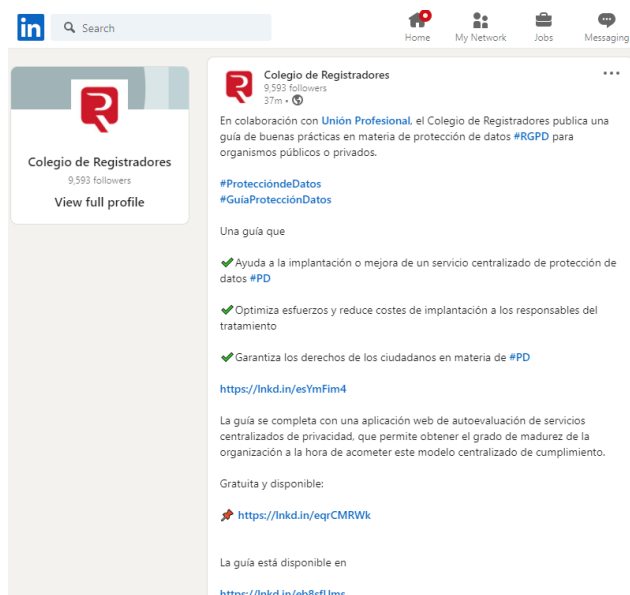 in
Search
Home
My Network
Jobs
Messaging
Colegio de Registradores
9,593 followers
View full profile
Colegio de Registradores
9,593 followers
37m •
En colaboración con Unión Profesional, el Colegio de Registradores publica una
guía de buenas prácticas en materia de protección de datos #RGPD para
organismos públicos o privados.
#ProteccióndeDatos
#GuíaProtecciónDatos
Una guía que
Ayuda a la implantación o mejora de un servicio centralizado de protección de
datos #PD
Optimiza esfuerzos y reduce costes de implantación a los responsables del
tratamiento
Garantiza los derechos de los ciudadanos en materia de #PD
https://lnkd.in/esYmFim4
La guía se completa con una aplicación web de autoevaluación de servicios
centralizados de privacidad, que permite obtener el grado de madurez de la
organización a la hora de acometer este modelo centralizado de cumplimiento.
Gratuita y disponible:
https://lnkd.in/eqrCMRWk
La guía está disponible en
https://lnkd.in/eb8sfUms